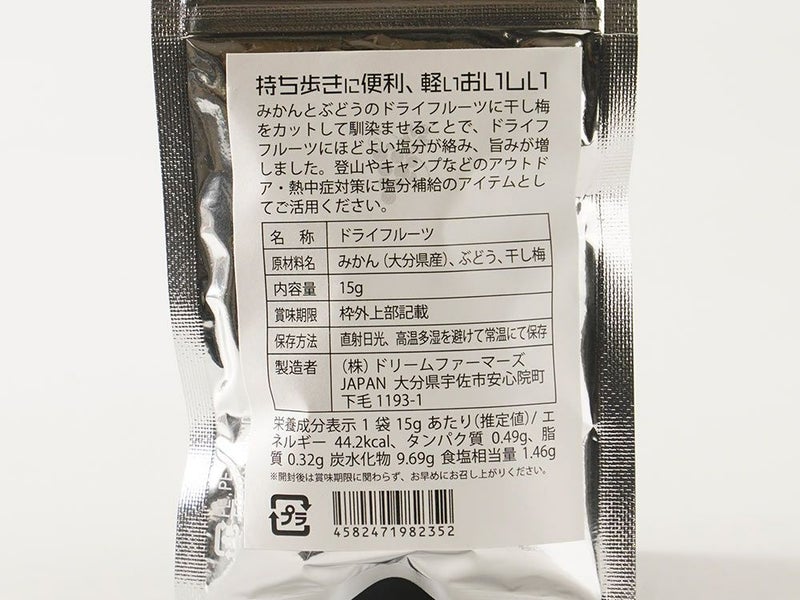 持ち歩きに便利、軽いおいしい
みかんとぶどうのドライフルーツに干し梅
をカットして馴染ませることで、ドライフ
フルーツにほどよい塩分が絡み、旨みが増
しました。登山やキャンプなどのアウトド
ア・熱中症対策に塩分補給のアイテムとし
てご活用ください。
名 称 ドライフルーツ
原材料名 みかん（大分県産）、ぶどう、干し梅
内容量 15g
賞味期限 枠外上部記載
保存方法 直射日光、高温多湿を避けて常温にて保存
製造者 （株）ドリームファーマーズ
JAPAN 大分県宇佐市安心院町
下毛 1193-1
栄養成分表示 1 袋 15g あたり（推定値）/ エ
ネルギー 44.2kcal、タンパク質 0.49g、脂
質 0.32g 炭水化物 9.69g 食塩相当量 1.46g
※開封後は賞味期限に関わらず、お早めにお召し上がりください。
プラ
4582471982352